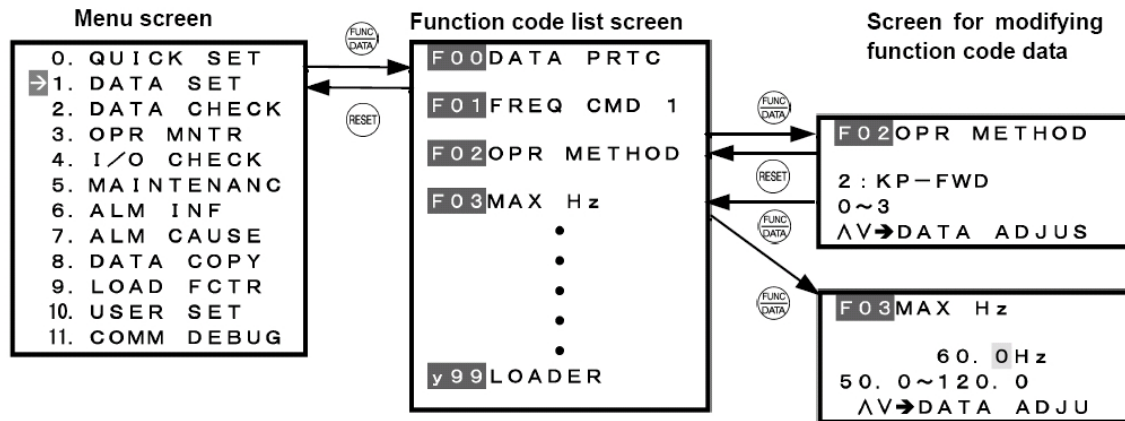 Menu screen
0. QUICK SET
→1. DATA SET
2. DATA CHECK
3. OPR MNTR
4. I/O CHECK
5. MAINTENANC
6. ALM INF
7. ALM CAUSE
8. DATA COPY
9. LOAD FCTR
10. USER SET
11. COMM DEBUG
FUNC
DATA
RESET
Function code list screen
F00DATA PRTC
F01FREQ CMD 1
F02OPR METHOD
F03MAX Hz
y99LOADER
FUNC
DATA
RESET
FUNC
DATA
FUNC
DATA
Screen for modifying
function code data
F02OPR METHOD
2:KP-FWD
0~3
∧∨→DATA ADJUS
F03MAX Hz
60. 0Hz
50. 0~120. 0
∧∨→DATA ADJU